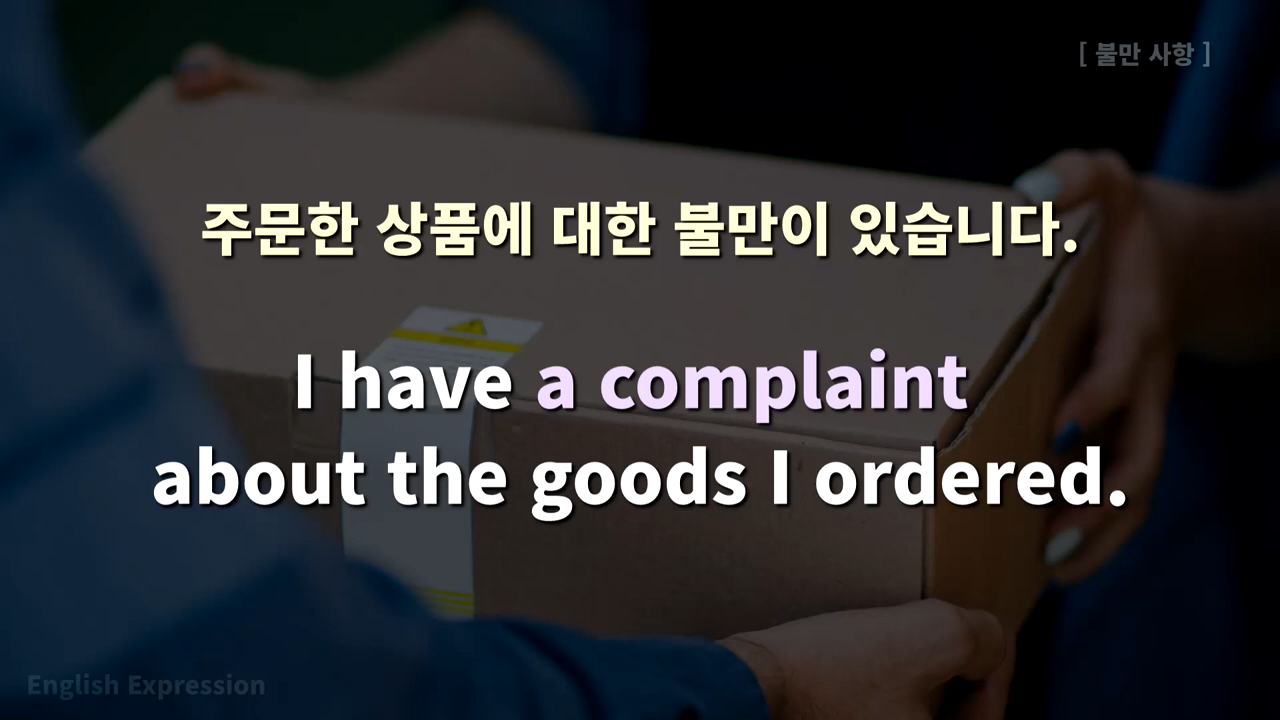 [ 불만 사항 ]
주문한 상품에 대한 불만이 있습니다.
I have a complaint
about the goods I ordered.
English Expression